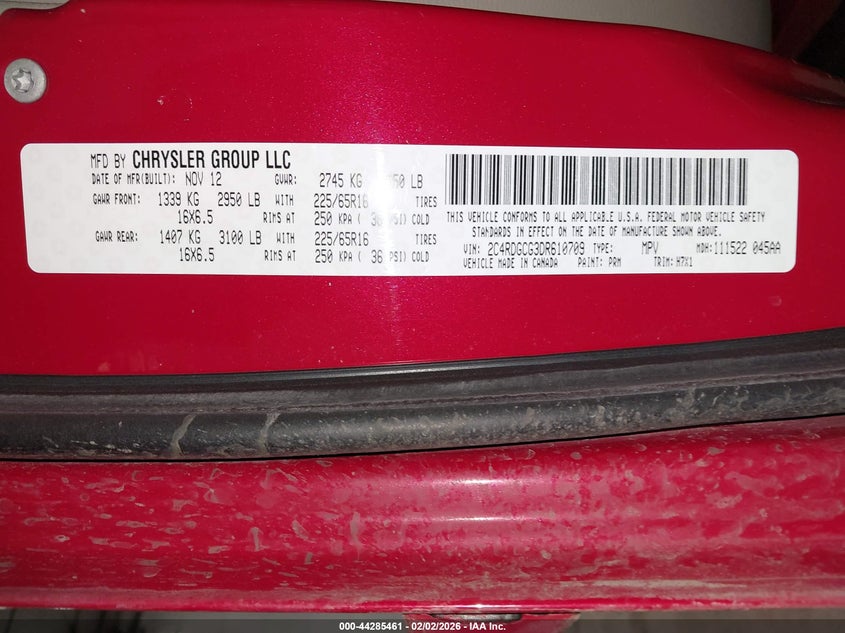 MFD BY CHRYSLER GROUP LLC
DATE OF MFR(BUILT): NOV 12 GVWR: 2745 KG 50 LB
GAWR FRONT: 1339 KG 2950 LB WITH 225/65R16 TIRES
16X6.5 RIMS AT 250 KPA ( 36 PSI) COLD
GAWR REAR: 1407 KG 3100 LB WITH 225/65R16 TIRES
16X6.5 RIMS AT 250 KPA ( 36 PSI) COLD
THIS VEHICLE CONFORMS TO ALL APPLICABLE U.S.A. FEDERAL MOTOR VEHICLE SAFETY
STANDARDS IN EFFECT ON THE DATE OF MANUFACTURE SHOWN ABOVE.
VIN: 2C4RDGCG3DR610709 TYPE: MPV MDH: 111522 045AA
VEHICLE MADE IN CANADA PAINT: PRM TRIM: H7X1
000-44285461 - 02/02/2026 - IAA Inc.